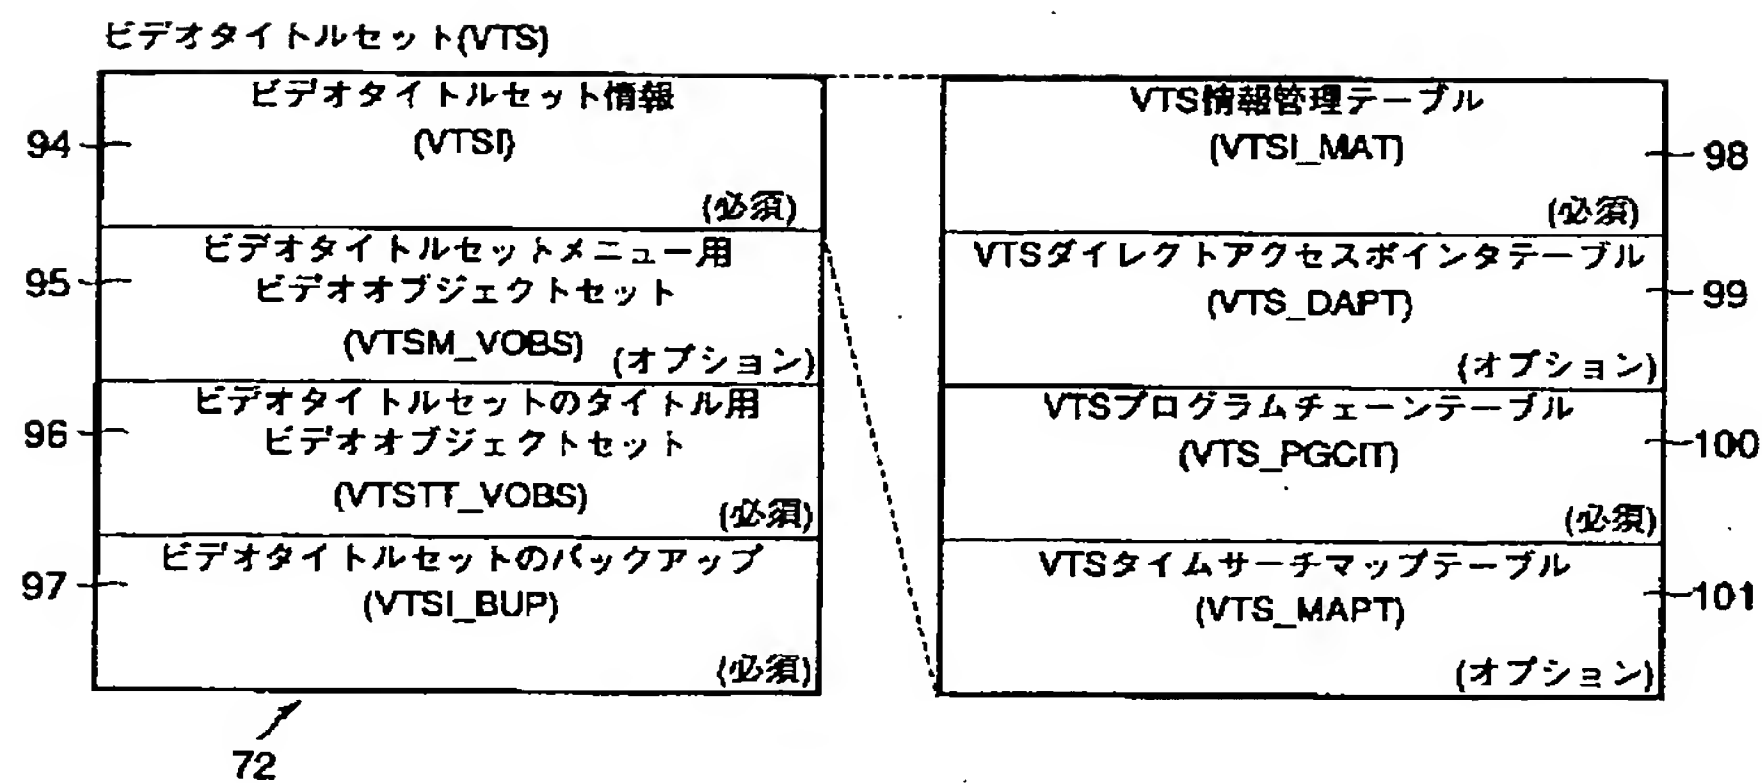 ビデオタイトルセット(VTS)
ビデオタイトルセット情報
(VTSI)
(必須)
94
ビデオタイトルセットメニュー用
ビデオオブジェクトセット
(VTSM_VOBS) (オプション)
95
ビデオタイトルセットのタイトル用
ビデオオブジェクトセット
(VTSTT_VOBS)
(必須)
96
ビデオタイトルセットのバックアップ
(VTSI_BUP)
(必須)
97
72
VTS情報管理テーブル
(VTSI_MAT)
(必須)
98
VTSダイレクトアクセスポインタテーブル
(VTS_DAPT)
(オプション)
99
VTSプログラムチェーンテーブル
(VTS_PGCIT)
(必須)
100
VTSタイムサーチマップテーブル
(VTS_MAPT)
(オプション)
101